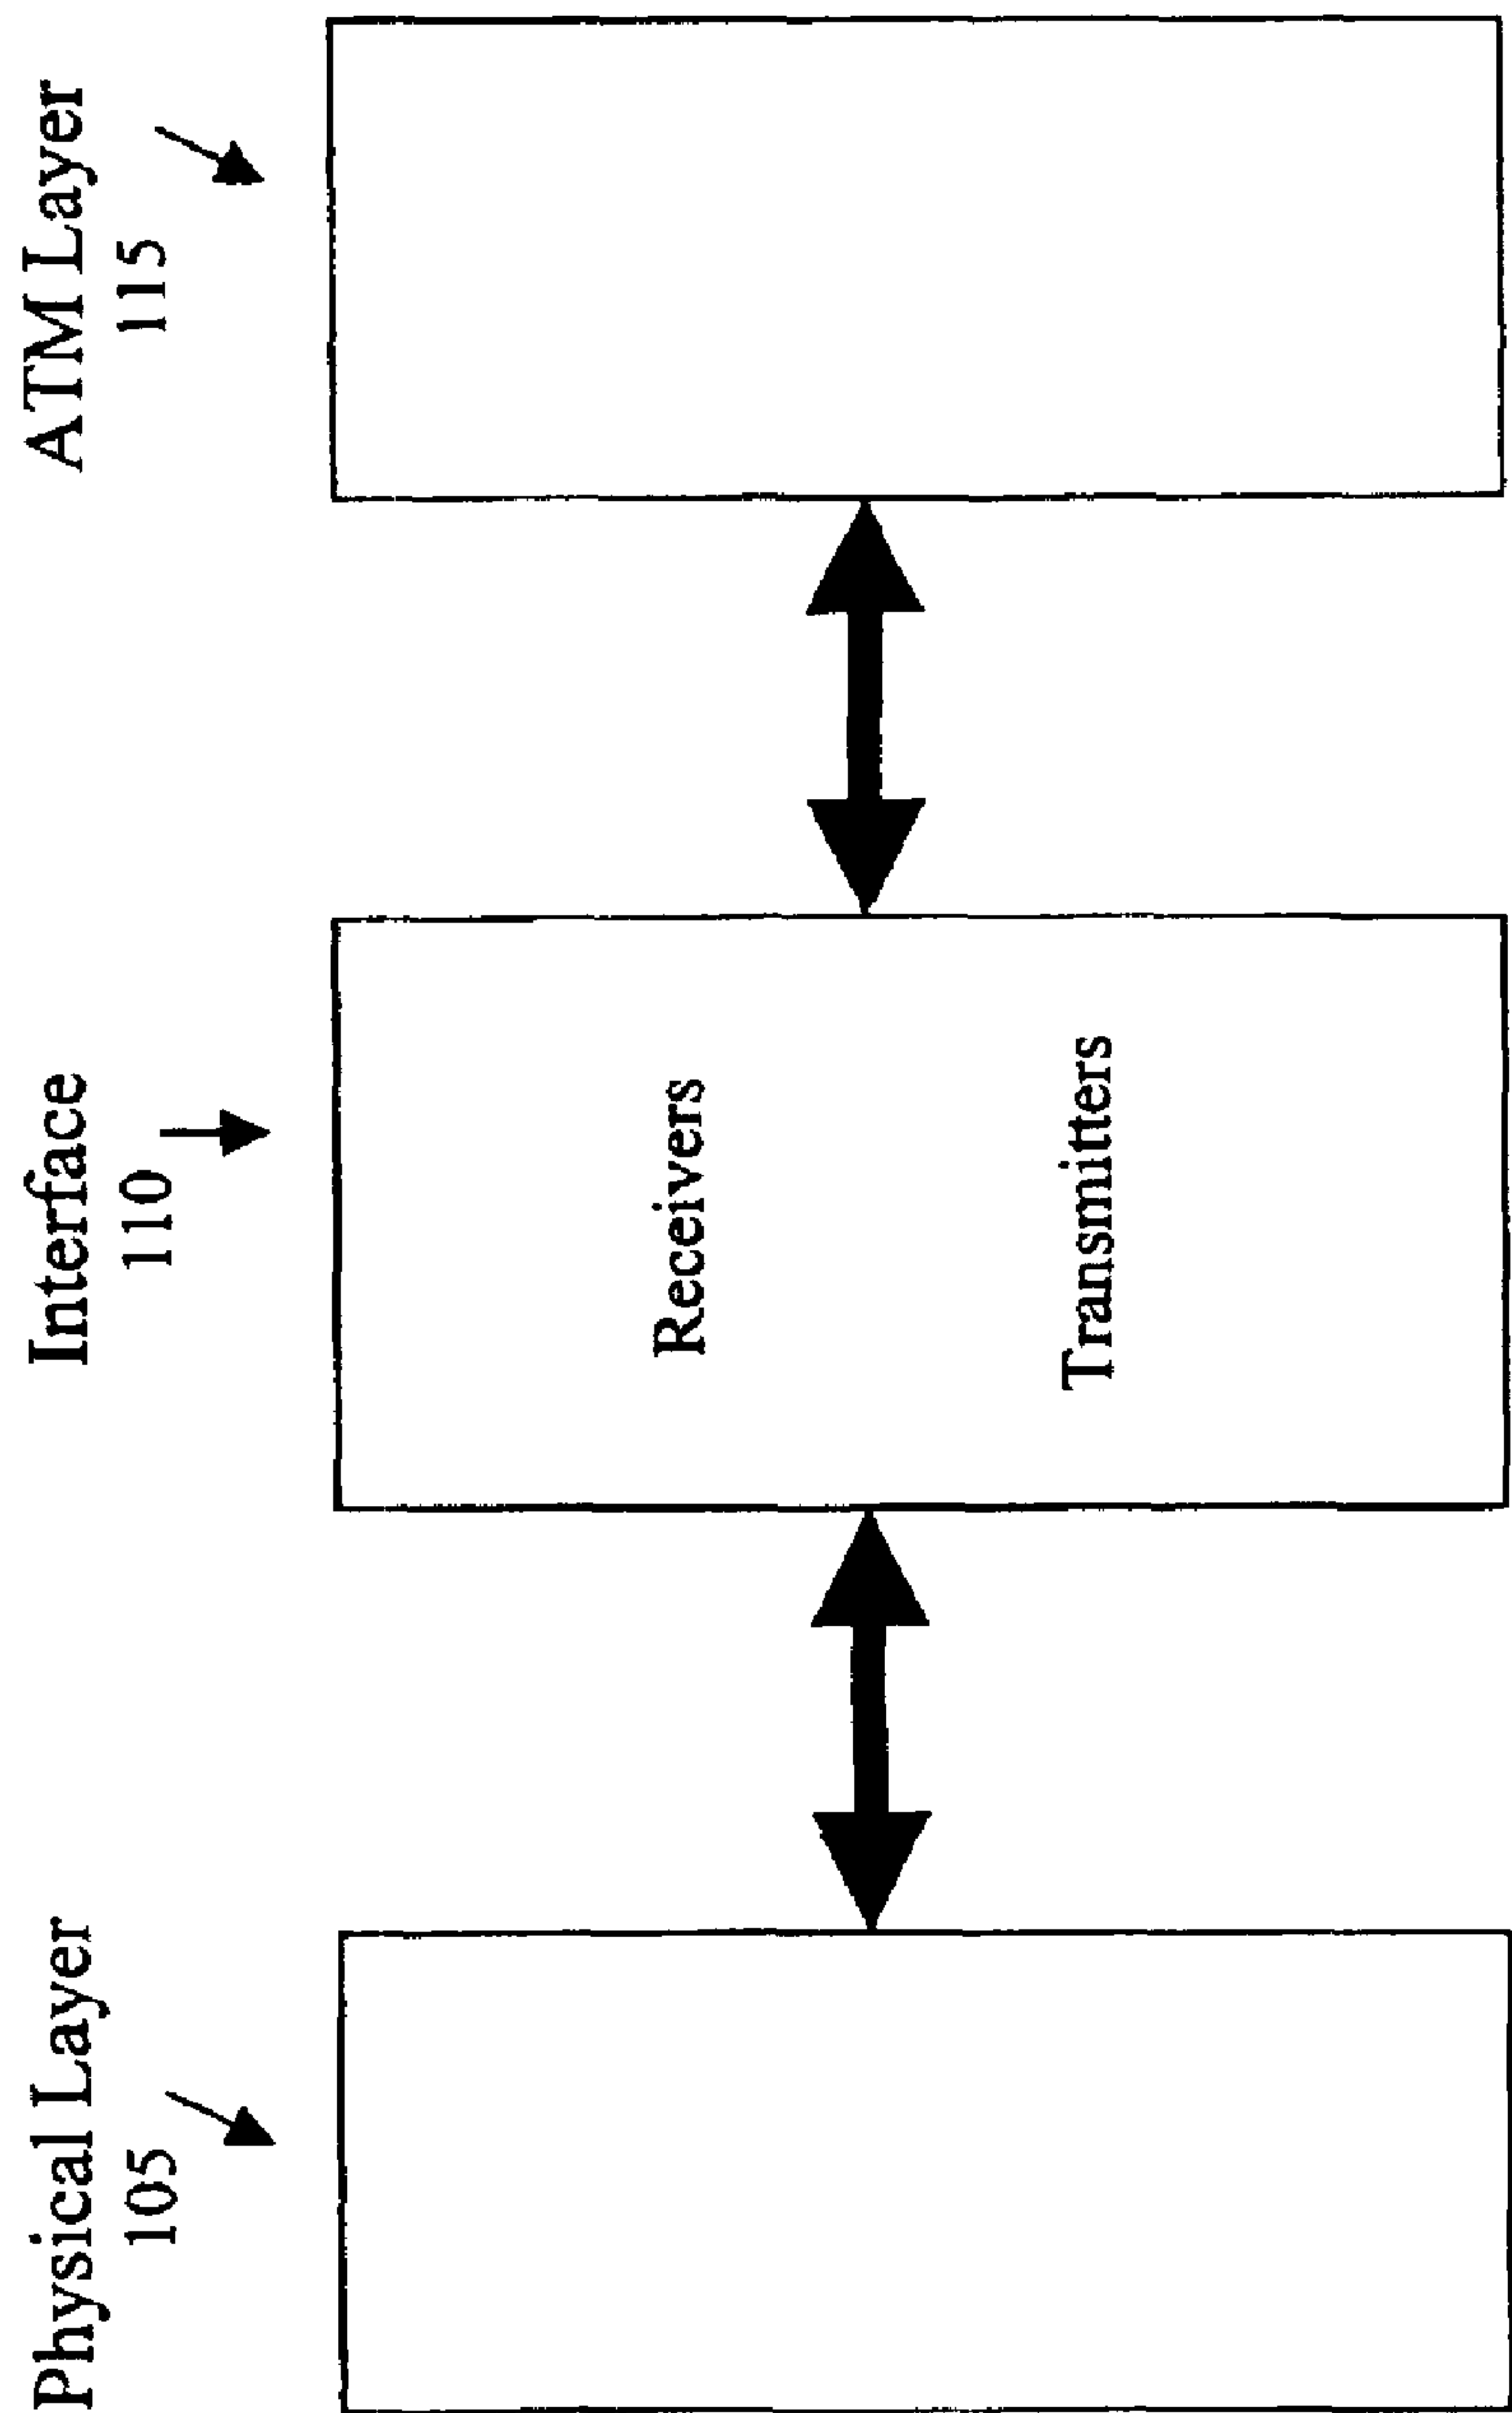 Physical Layer
105
Interface
110
ATM Layer
115
Receivers
Transmitters